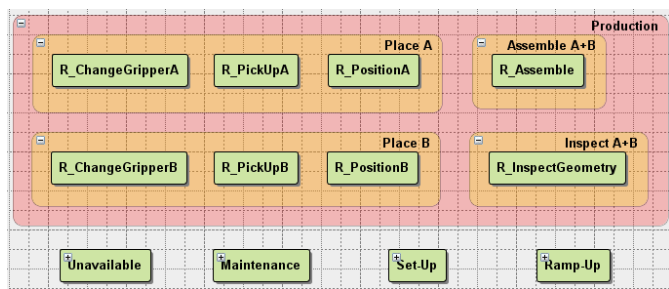 Production
Place A
Assemble A+B
R_ChangeGripperA R_PickUpA R_PositionA R_Assemble
Place B
Inspect A+B
R_ChangeGripperB R_PickUpB R_PositionB R_InspectGeometry
Unavailable Maintenance Set-Up Ramp-Up